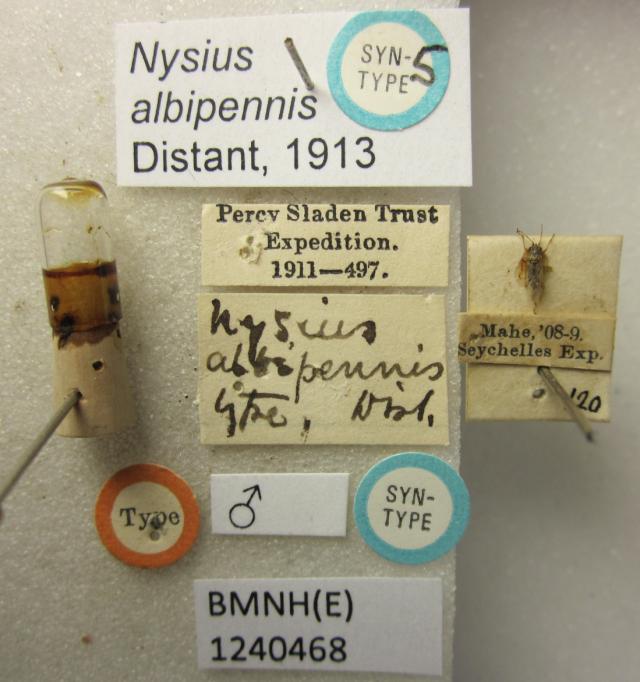 Nysius
albipennis
Distant, 1913
SYN-
TYPE
5
Percy Sladen Trust
Expedition.
1911—497.
Nysius
albipennis
type, Dist.
Mahe, '08-9.
Seychelles Exp.
120
Type
♂
SYN-
TYPE
BMNH(E)
1240468